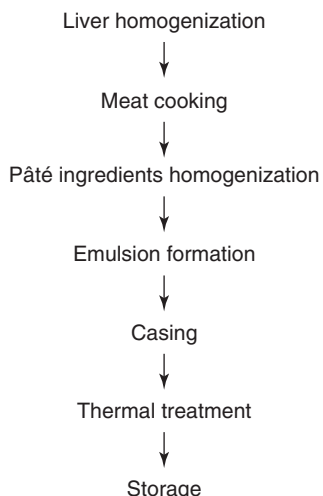 Liver homogenization
Meat cooking
Pâté ingredients homogenization
Emulsion formation
Casing
Thermal treatment
Storage